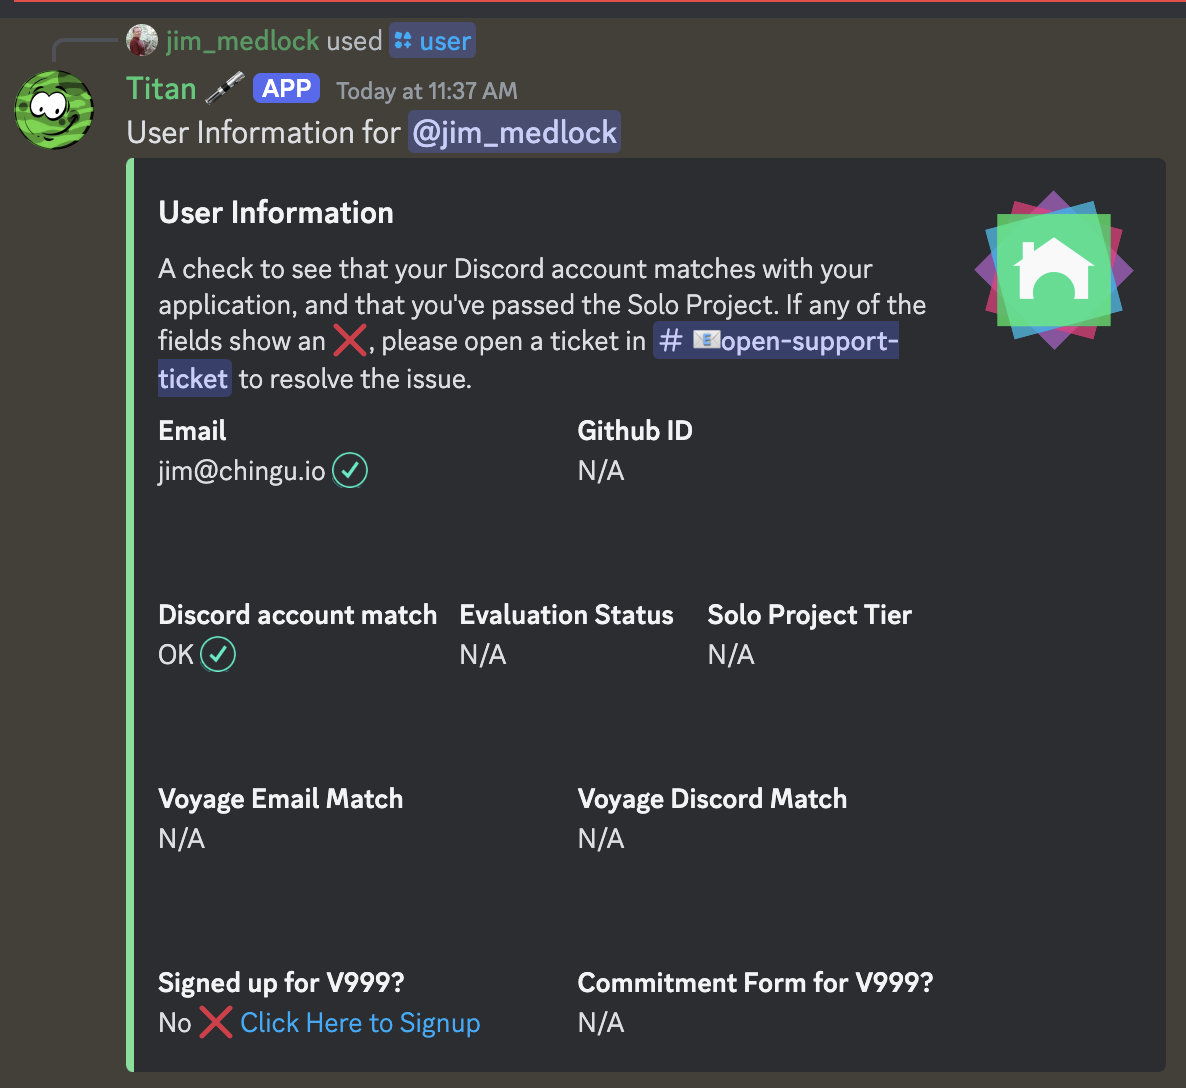 jim_medlock used user
Titan APP Today at 11:37 AM
User Information for @jim_medlock
User Information
A check to see that your Discord account matches with your
application, and that you've passed the Solo Project. If any of the
fields show an ❌, please open a ticket in # 📧open-support-
ticket to resolve the issue.
Email Github ID
jim@chingu.io N/A
Discord account match Evaluation Status Solo Project Tier
OK N/A N/A
Voyage Email Match Voyage Discord Match
N/A N/A
Signed up for V999? Commitment Form for V999?
No ❌ Click Here to Signup N/A